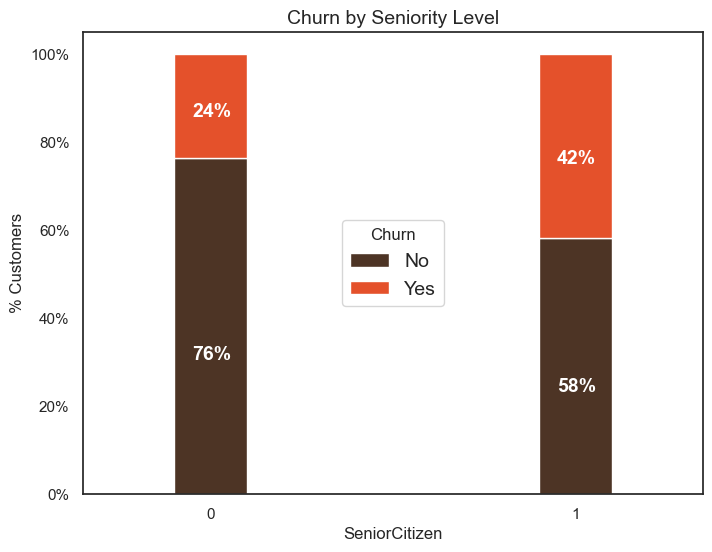 Churn by Seniority Level
100%
80%
60%
40%
20%
0%
% Customers
24%
76%
42%
58%
Churn
No
Yes
0
1
SeniorCitizen